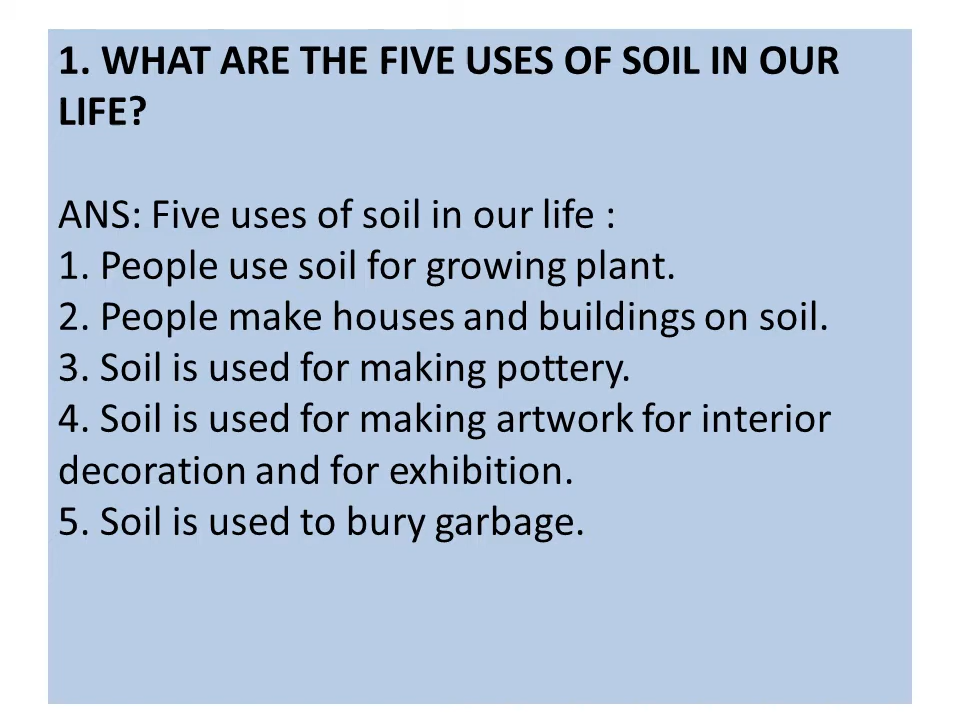 1. WHAT ARE THE FIVE USES OF SOIL IN OUR
LIFE?
ANS: Five uses of soil in our life :
1. People use soil for growing plant.
2. People make houses and buildings on soil.
3. Soil is used for making pottery.
4. Soil is used for making artwork for interior
decoration and for exhibition.
5. Soil is used to bury garbage.